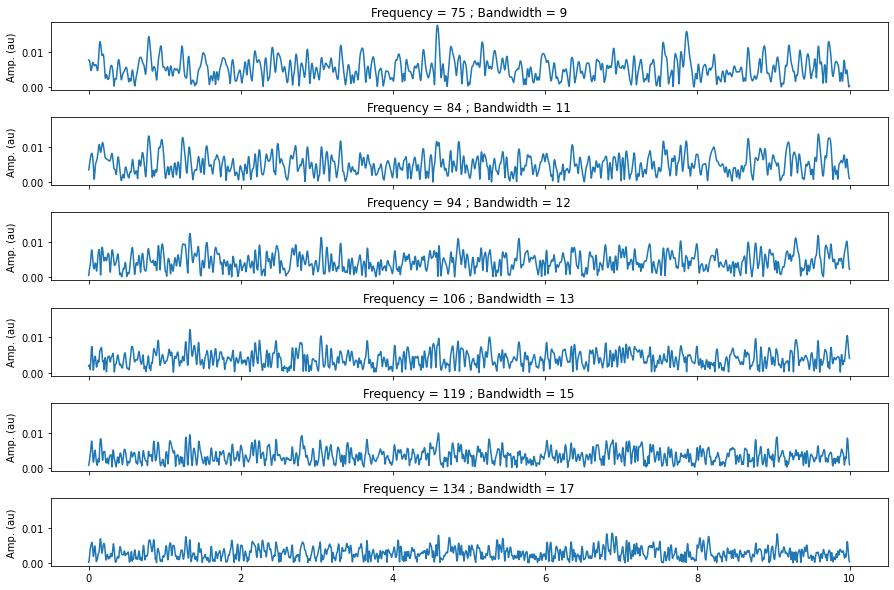 Frequency = 75 ; Bandwidth = 9
Amp. (au)
0.01
0.00
Frequency = 84 ; Bandwidth = 11
Amp. (au)
0.01
0.00
Frequency = 94 ; Bandwidth = 12
Amp. (au)
0.01
0.00
Frequency = 106 ; Bandwidth = 13
Amp. (au)
0.01
0.00
Frequency = 119 ; Bandwidth = 15
Amp. (au)
0.01
0.00
Frequency = 134 ; Bandwidth = 17
Amp. (au)
0.01
0.00
0 2 4 6 8 10